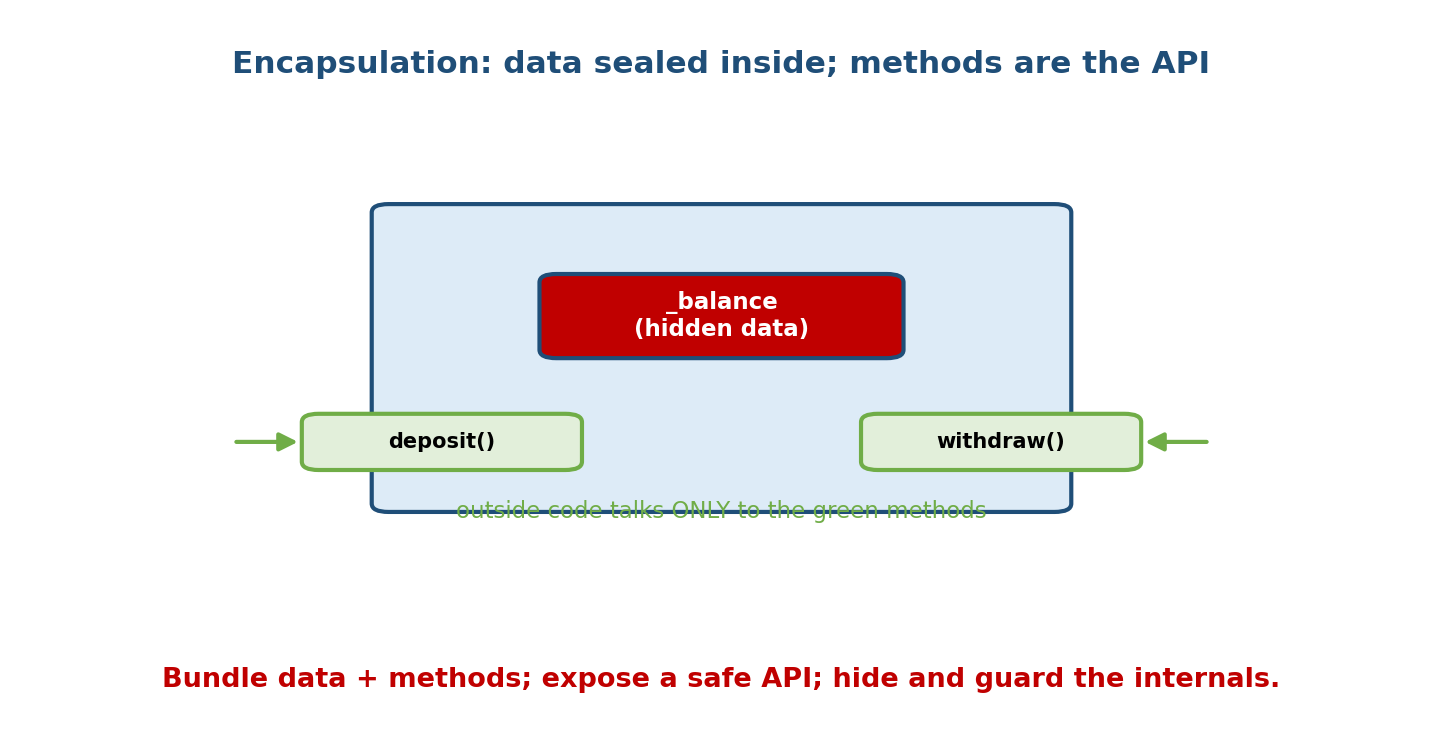 Encapsulation: data sealed inside; methods are the API
_balance
(hidden data)
deposit()
withdraw()
outside code talks ONLY to the green methods
Bundle data + methods; expose a safe API; hide and guard the internals.